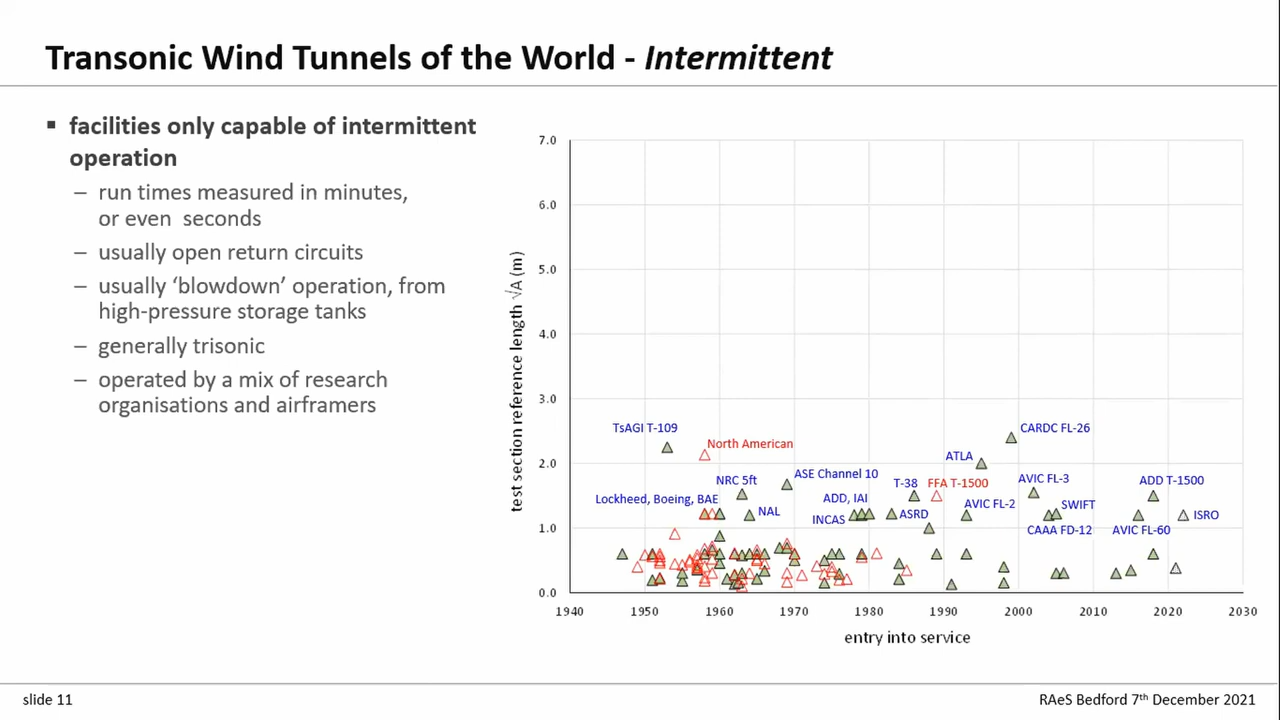 Transonic Wind Tunnels of the World - Intermittent
▪ facilities only capable of intermittent
operation
– run times measured in minutes,
or even seconds
– usually open return circuits
– usually ‘blowdown’ operation, from
high-pressure storage tanks
– generally trisonic
– operated by a mix of research
organisations and airframers
test section reference length √A (m)
7.0
6.0
5.0
4.0
3.0
2.0
1.0
0.0
TsAGI T-109
North American
CARDC FL-26
ATLA
NRC 5ft
ASE Channel 10
T-38
FFA T-1500
AVIC FL-3
ADD T-1500
Lockheed, Boeing, BAE
NAL
ADD, IAI
INCAS
ASRD
AVIC FL-2
SWIFT
CAAA FD-12
AVIC FL-60
ISRO
1940 1950 1960 1970 1980 1990 2000 2010 2020 2030
entry into service
slide 11
RAeS Bedford 7th December 2021